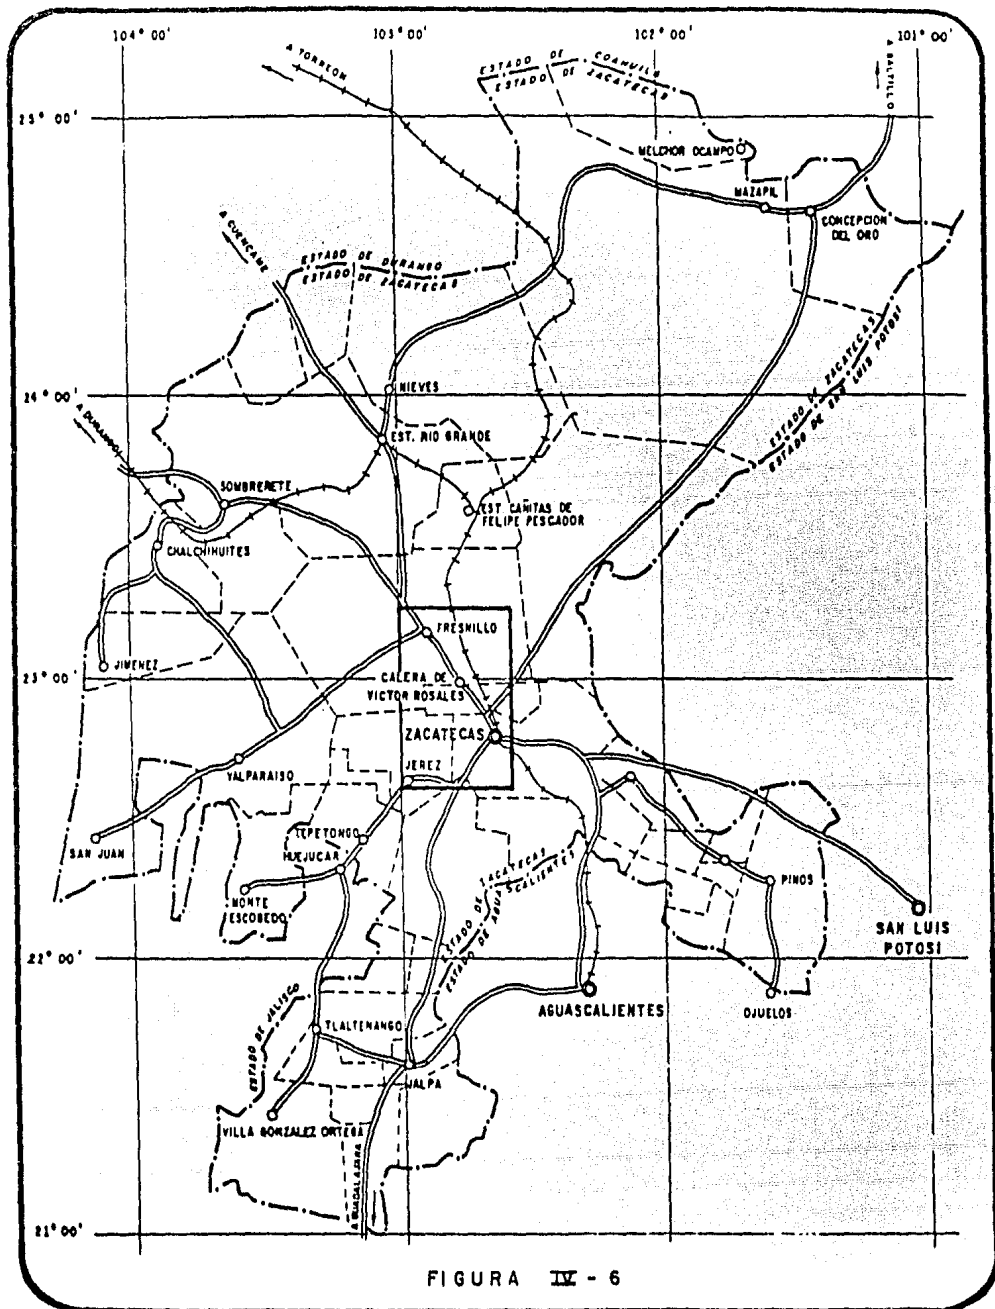 104° 00'
103° 00'
102° 00'
101° 00'
A TORREON
ESTADO DE COAHUILA
ESTADO DE ZACATECAS
A SALTILLO
25° 00'
MELCHOR OCAMPO
MAZAPIL
CONCEPCION
DEL ORO
A CUENCAME
ESTADO DE DURANGO
ESTADO DE ZACATECAS
ESTADO DE ZACATECAS
ESTADO DE SAN LUIS POTOSI
24° 00'
NIEVES
A DURANGO
EST. RIO GRANDE
SOMBRERETE
EST. CAÑITAS DE
FELIPE PESCADOR
CHALCHIHUITES
FRESNILLO
JIMENEZ
23° 00'
CALERA DE
VICTOR ROSALES
ZACATECAS
JEREZ
VALPARAISO
SAN JUAN
TEPETONGO
HUEJUCAR
MONTE
ESCOBEDO
ESTADO DE ZACATECAS
ESTADO DE AGUASCALIENTES
PINOS
SAN LUIS
POTOSI
22° 00'
AGUASCALIENTES
OJUELOS
ESTADO DE JALISCO
TLALTENANGO
JALPA
VILLA GONZALEZ ORTEGA
A GUADALAJARA
21° 00'
FIGURA IV - 6